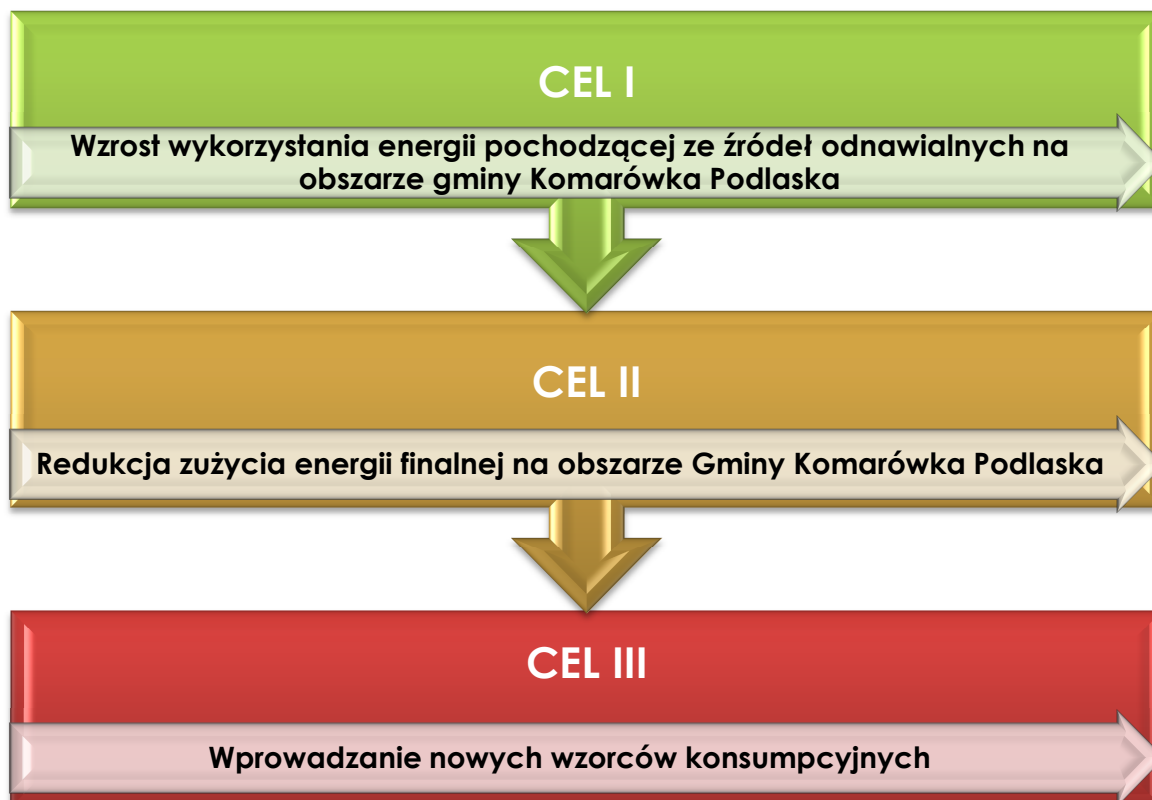 CEL I
Wzrost wykorzystania energii pochodzącej ze źródeł odnawialnych na
obszarze gminy Komarówka Podlaska
CEL II
Redukcja zużycia energii finalnej na obszarze Gminy Komarówka Podlaska
CEL III
Wprowadzanie nowych wzorców konsumpcyjnych